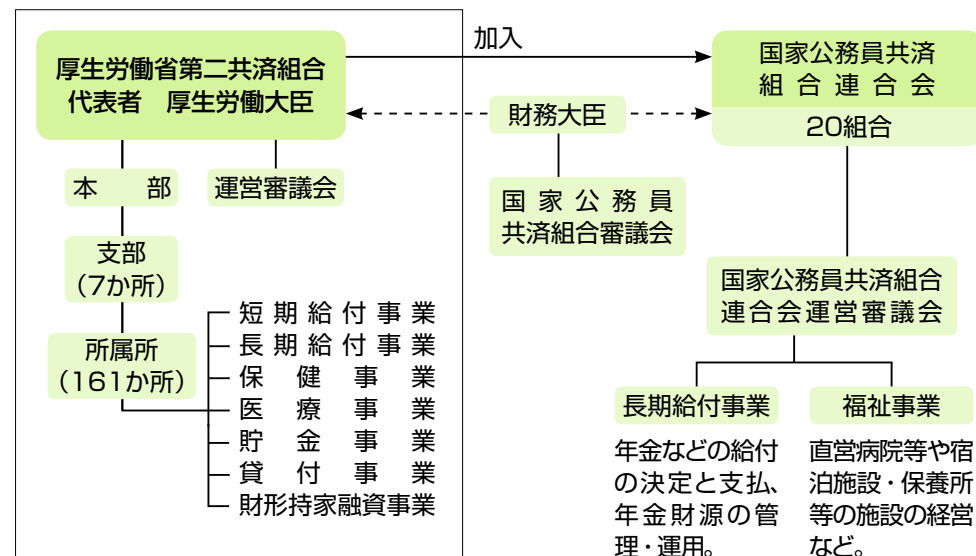 厚生労働省第二共済組合
代表者　厚生労働大臣
本　部
運営審議会
支部
（7か所）
所属所
（161か所）
短期給付事業
長期給付事業
保健事業
医療事業
貯金事業
貸付事業
財形持家融資事業
加入
財務大臣
国家公務員
共済組合審議会
国家公務員共済
組合連合会
20組合
国家公務員共済組合
連合会運営審議会
長期給付事業
年金などの給付
の決定と支払、
年金財源の管
理・運用。
福祉事業
直営病院等や宿
泊施設・保養所
等の施設の経営
など。